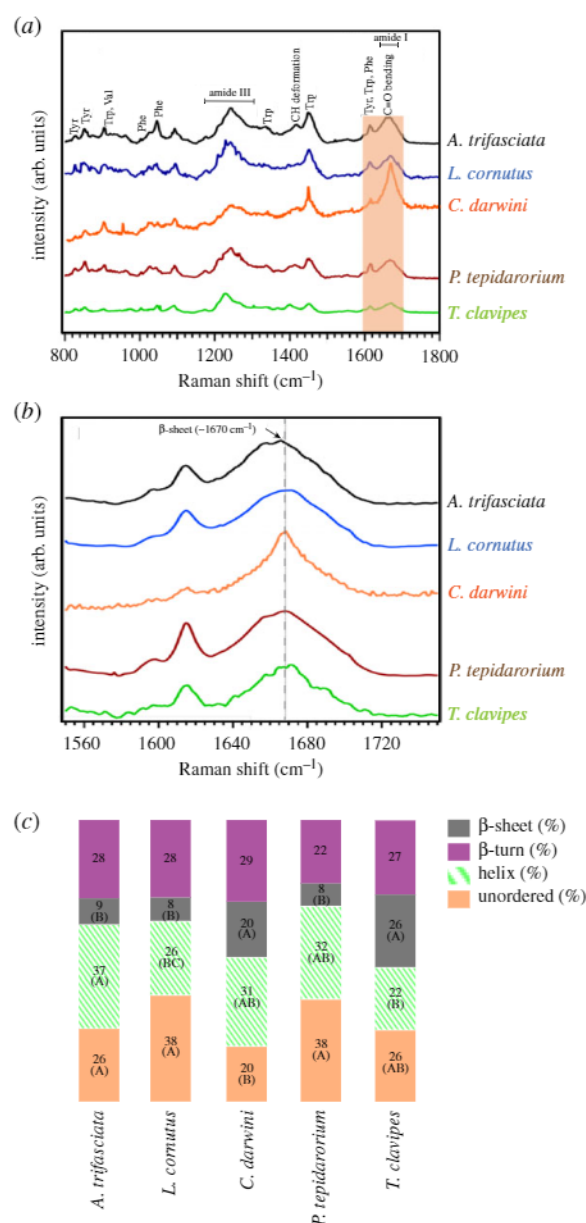 (a)
amide I
amide III
Tyr
Tyr
Trp, Val
Phe
Phe
Trp
CH deformation
Trp
Tyr, Trp, Phe
C=O bending
intensity (arb. units)
A. trifasciata
L. cornutus
C. darwini
P. tepidarorium
T. clavipes
800 1000 1200 1400 1600 1800
Raman shift (cm⁻¹)
(b)
β-sheet (~1670 cm⁻¹)
intensity (arb. units)
A. trifasciata
L. cornutus
C. darwini
P. tepidarorium
T. clavipes
1560 1600 1640 1680 1720
Raman shift (cm⁻¹)
(c)
β-sheet (%)
β-turn (%)
helix (%)
unordered (%)
28 28 29 22 27
9 8 20 8 26
(B) (B) (A) (B) (A)
37 26 31 32 22
(A) (BC) (AB) (AB) (B)
26 38 20 38 26
(A) (A) (B) (A) (AB)
A. trifasciata
L. cornutus
C. darwini
P. tepidarorium
T. clavipes